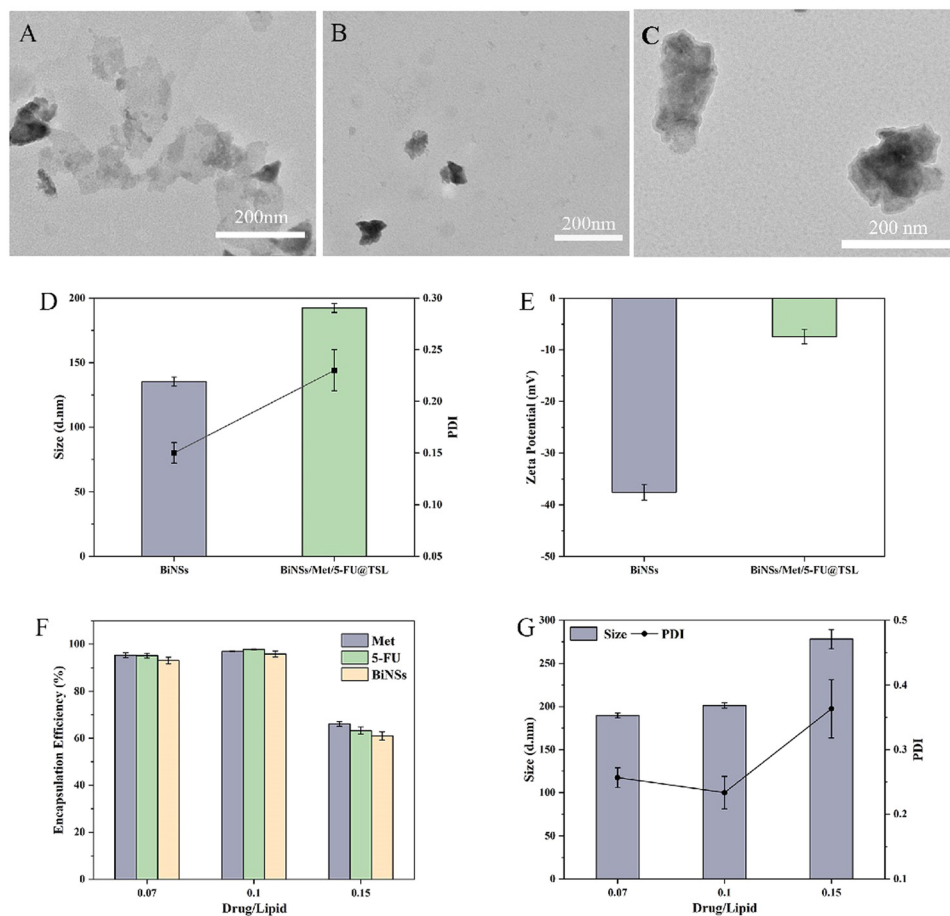 A
B
C
200nm
200nm
200 nm
D
200
150
100
50
0
Size (d.nm)
0.30
0.25
0.20
0.15
0.10
0.05
PDI
BiNSs
BiNSs/Met/5-FU@TSL
E
0
-10
-20
-30
-40
-50
Zeta Potential (mV)
BiNSs
BiNSs/Met/5-FU@TSL
F
100
80
60
40
20
0
Encapsulation Efficiency (%)
Met
5-FU
BiNSs
0.07
0.1
0.15
Drug/Lipid
G
300
250
200
150
100
50
0
Size (d.nm)
Size
PDI
0.5
0.4
0.3
0.2
0.1
PDI
0.07
0.1
0.15
Drug/Lipid